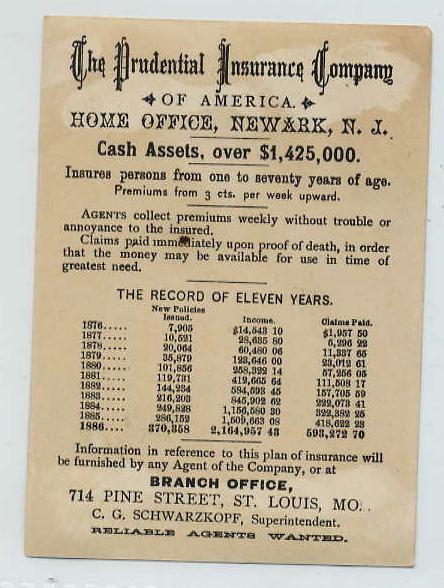 The Prudential Insurance Company
OF AMERICA.
HOME OFFICE, NEWARK, N. J.
Cash Assets, over $1,425,000.
Insures persons from one to seventy years of age.
Premiums from 3 cts. per week upward.
AGENTS collect premiums weekly without trouble or
annoyance to the insured.
Claims paid immediately upon proof of death, in order
that the money may be available for use in time of
greatest need.
THE RECORD OF ELEVEN YEARS.
New Policies Issued. Income. Claims Paid.
1876..... 7,905 $14,543 10 $1,957 50
1877..... 10,521 28,635 80 5,296 22
1878..... 20,064 60,480 06 11,337 65
1879..... 35,879 123,646 00 23,012 61
1880..... 101,856 258,322 14 57,256 05
1881..... 119,731 419,665 64 111,508 17
1882..... 144,234 584,593 45 157,705 59
1883..... 216,203 845,902 62 222,073 41
1884..... 249,828 1,156,580 30 322,382 25
1885..... 286,152 1,509,663 08 418,622 23
1886.... 370,358 2,164,957 43 593,272 70
Information in reference to this plan of insurance will
be furnished by any Agent of the Company, or at
BRANCH OFFICE,
714 PINE STREET, ST. LOUIS, MO..
C. G. SCHWARZKOPF, Superintendent.
RELIABLE AGENTS WANTED.